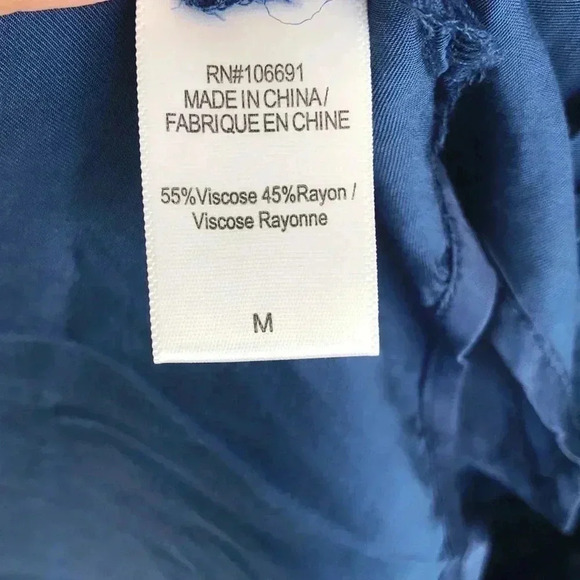 RN#106691
MADE IN CHINA/
FABRIQUE EN CHINE
55%Viscose 45%Rayon /
Viscose Rayonne
M